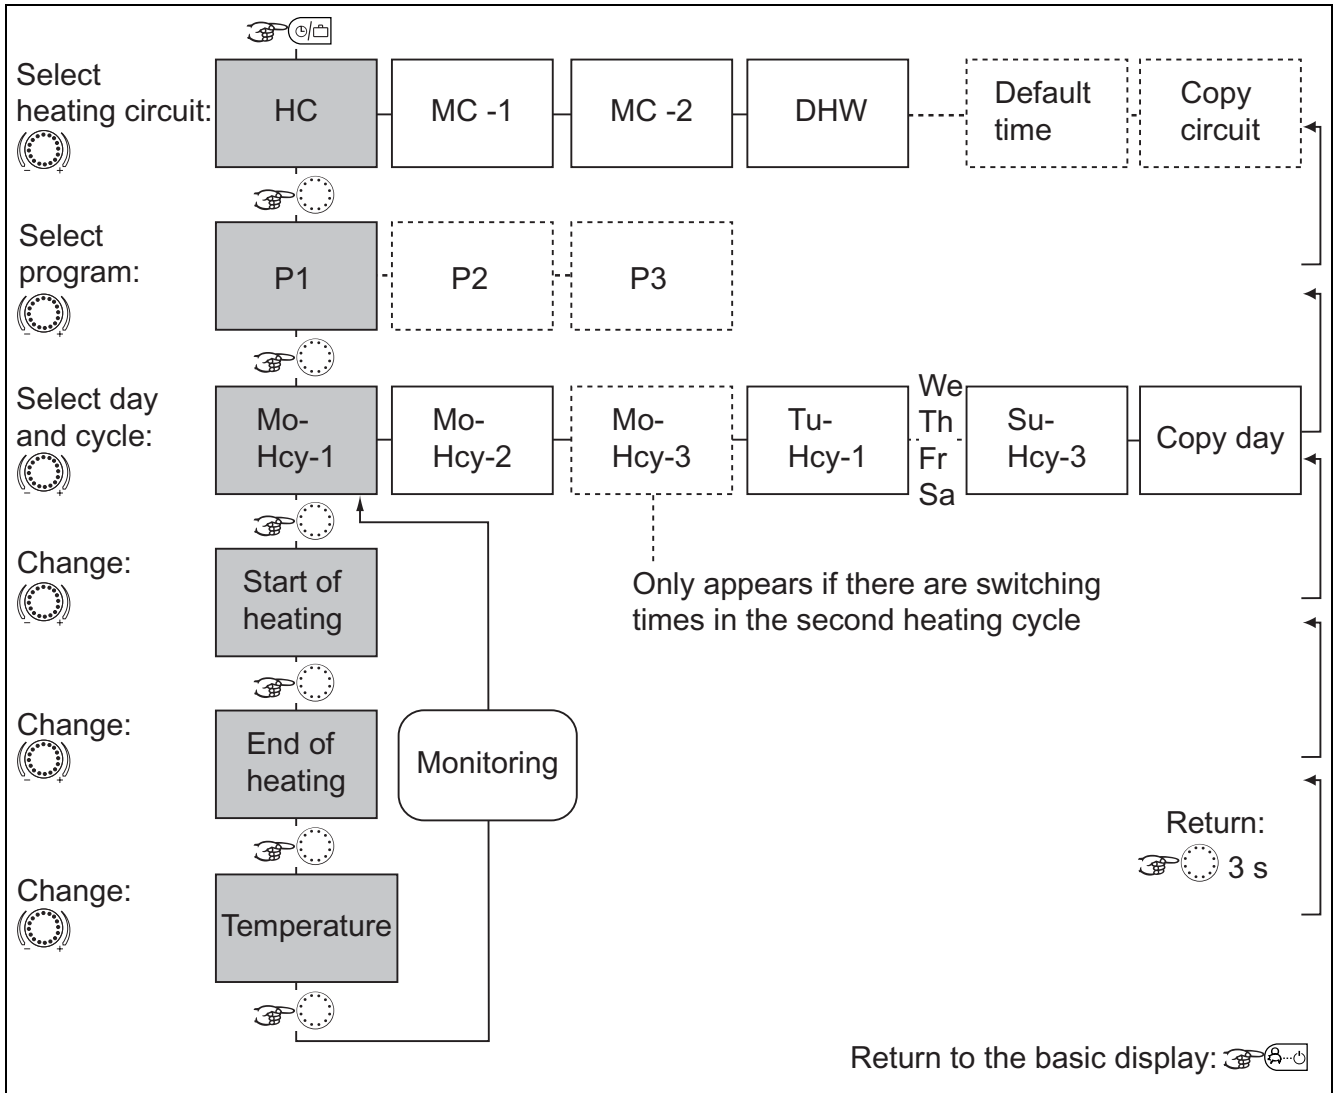 Select
heating circuit:
HC
MC -1
MC -2
DHW
Default
time
Copy
circuit
- +
Select
program:
P1
P2
P3
- +
Select day
and cycle:
Mo-
Hcy-1
Mo-
Hcy-2
Mo-
Hcy-3
Tu-
Hcy-1
We
Th
Fr
Sa
Su-
Hcy-3
Copy day
- +
Change:
Start of
heating
Only appears if there are switching
times in the second heating cycle
- +
Change:
End of
heating
Monitoring
- +
Return:
3 s
Change:
Temperature
- +
Return to the basic display: